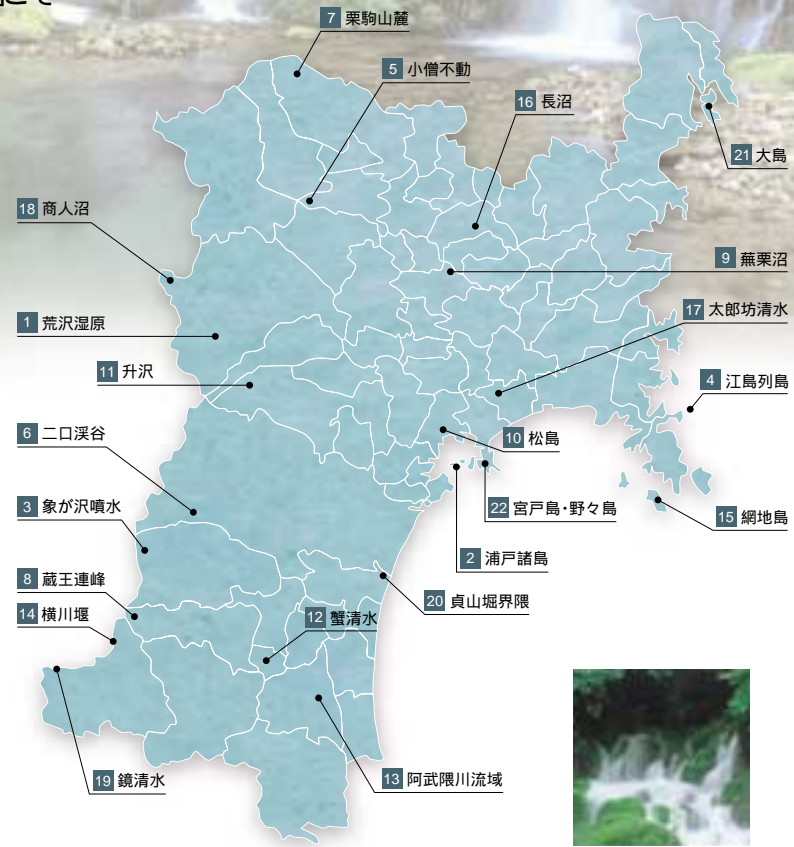 7 栗駒山麓
5 小僧不動
16 長沼
21 大島
18 商人沼
9 蕪栗沼
1 荒沢湿原
17 太郎坊清水
11 升沢
4 江島列島
6 二口渓谷
10 松島
3 象が沢噴水
22 宮戸島・野々島
15 網地島
2 浦戸諸島
8 蔵王連峰
20 貞山堀界隈
14 横川堰
12 蟹清水
19 鏡清水
13 阿武隈川流域